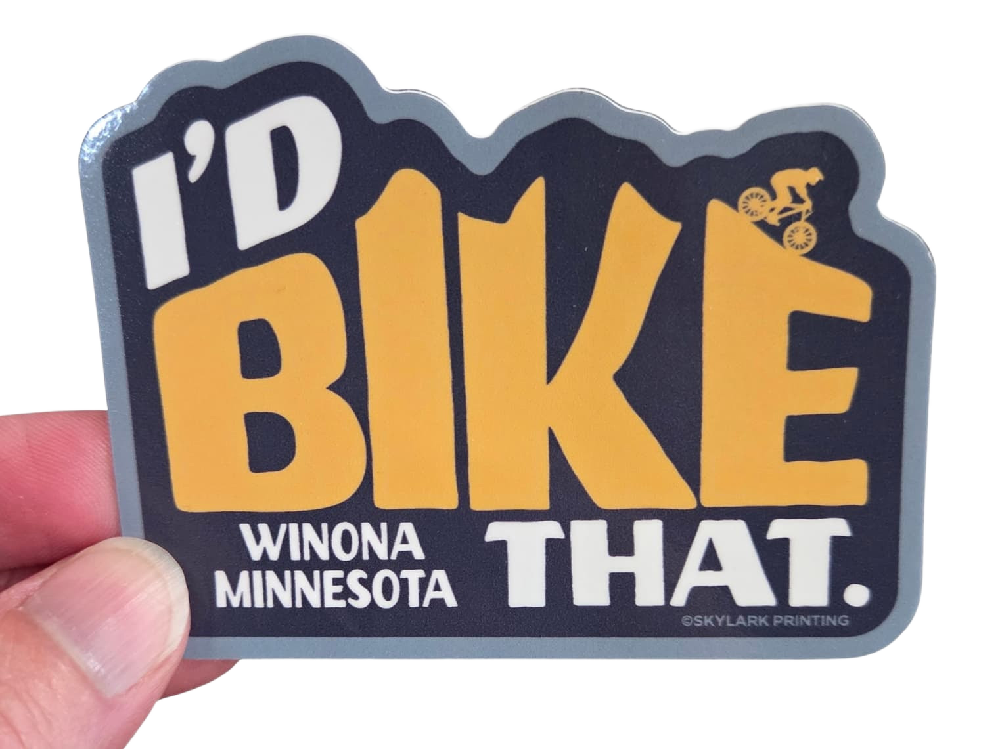 I'D
BIKE
WINONA
MINNESOTA
THAT.
©SKYLARK PRINTING